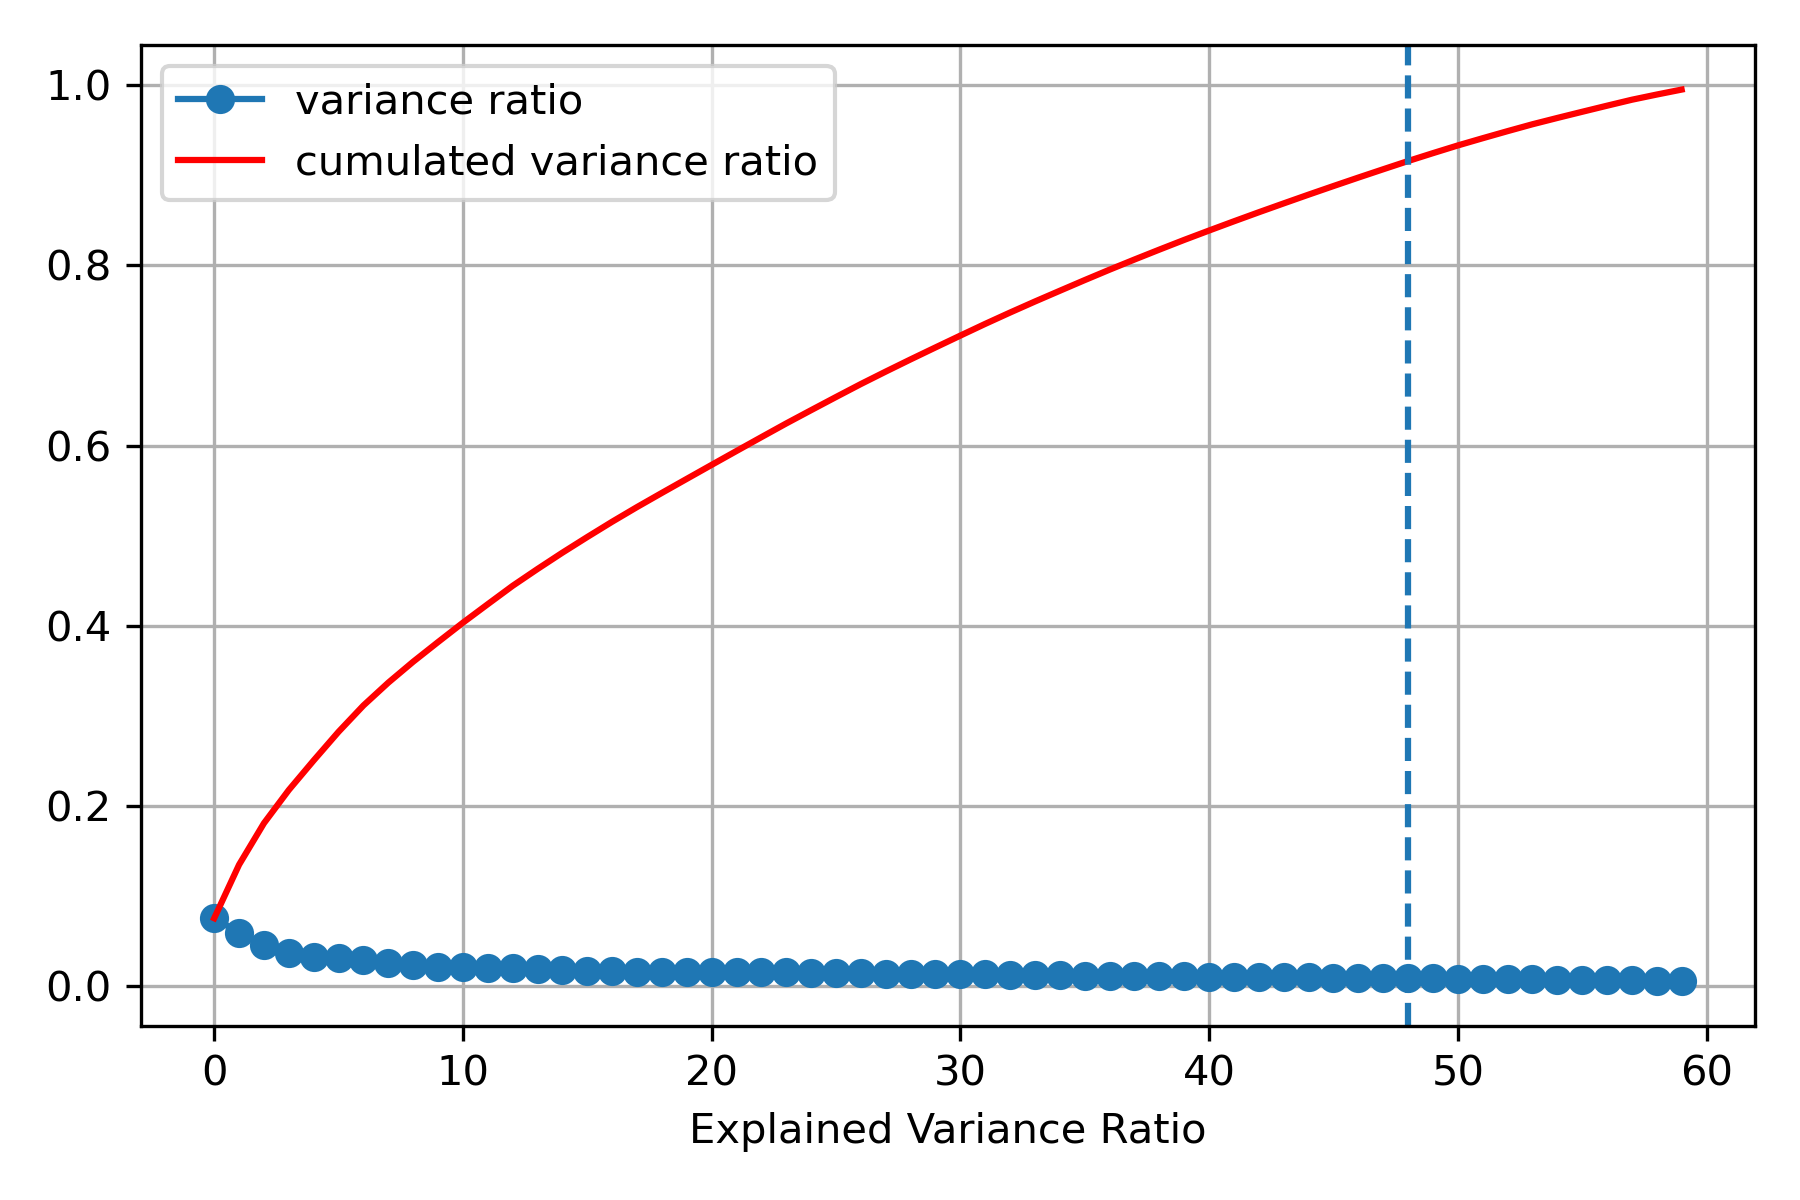 1.0
0.8
0.6
0.4
0.2
0.0
variance ratio
cumulated variance ratio
0 10 20 30 40 50 60
Explained Variance Ratio